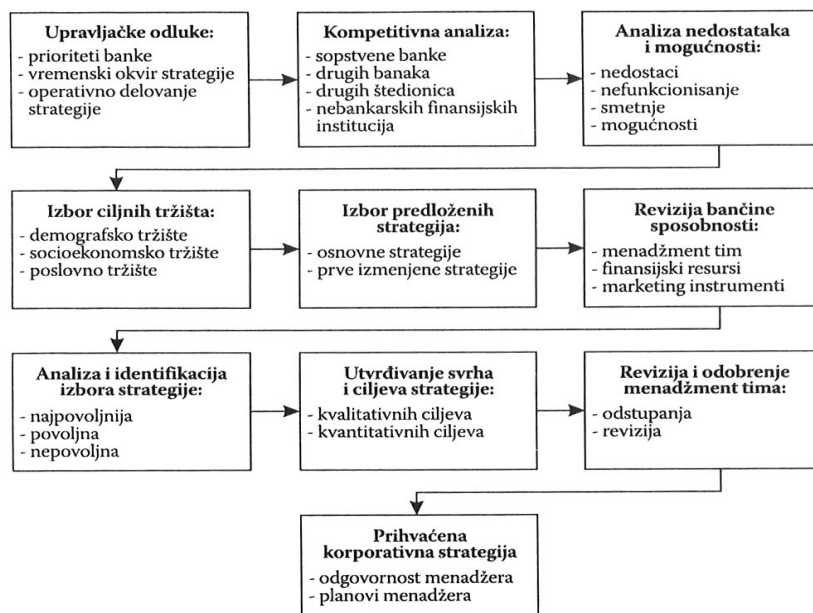 Upravljačke odluke:
- prioriteti banke
- vremenski okvir strategije
- operativno delovanje
strategije
Kompetitivna analiza:
- sopstvene banke
- drugih banaka
- drugih štedionica
- nebankarskih finansijskih
institucija
Analiza nedostataka
i mogućnosti:
- nedostaci
- nefunkcionisanje
- smetnje
- mogućnosti
Izbor ciljnih tržišta:
- demografsko tržište
- socioekonomsko tržište
- poslovno tržište
Izbor predloženih
strategija:
- osnovne strategije
- prve izmenjene strategije
Revizija bančine
sposobnosti:
- menadžment tim
- finansijski resursi
- marketing instrumenti
Analiza i identifikacija
izbora strategije:
- najpovoljnija
- povoljna
- nepovoljna
Utvrđivanje svrha
i ciljeva strategije:
- kvalitativnih ciljeva
- kvantitativnih ciljeva
Revizija i odobrenje
menadžment tima:
- odstupanja
- revizija
Prihvaćena
korporativna strategija
- odgovornost menadžera
- planovi menadžera